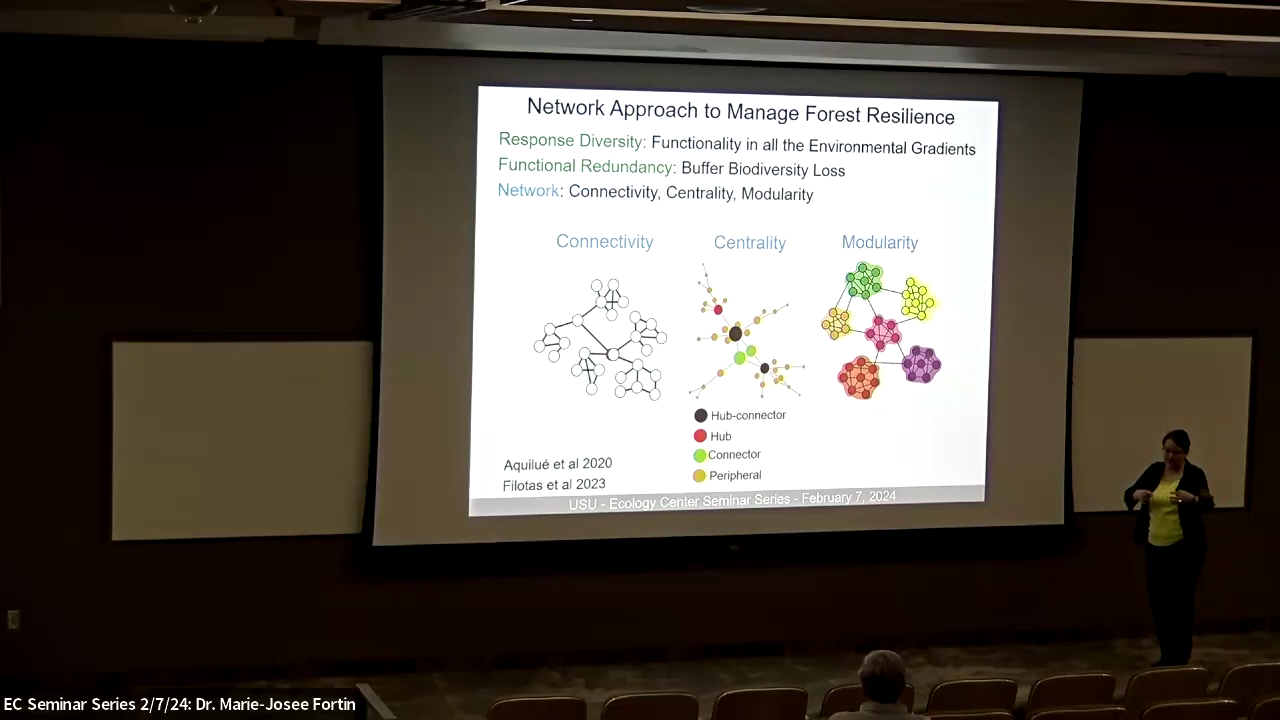 Network Approach to Manage Forest Resilience
Response Diversity: Functionality in all the Environmental Gradients
Functional Redundancy: Buffer Biodiversity Loss
Network: Connectivity, Centrality, Modularity
Connectivity
Centrality
Modularity
Hub-connector
Hub
Connector
Peripheral
Aquilué et al 2020
Filotas et al 2023
USU - Ecology Center Seminar Series - February 7, 2024
EC Seminar Series 2/7/24: Dr. Marie-Josee Fortin